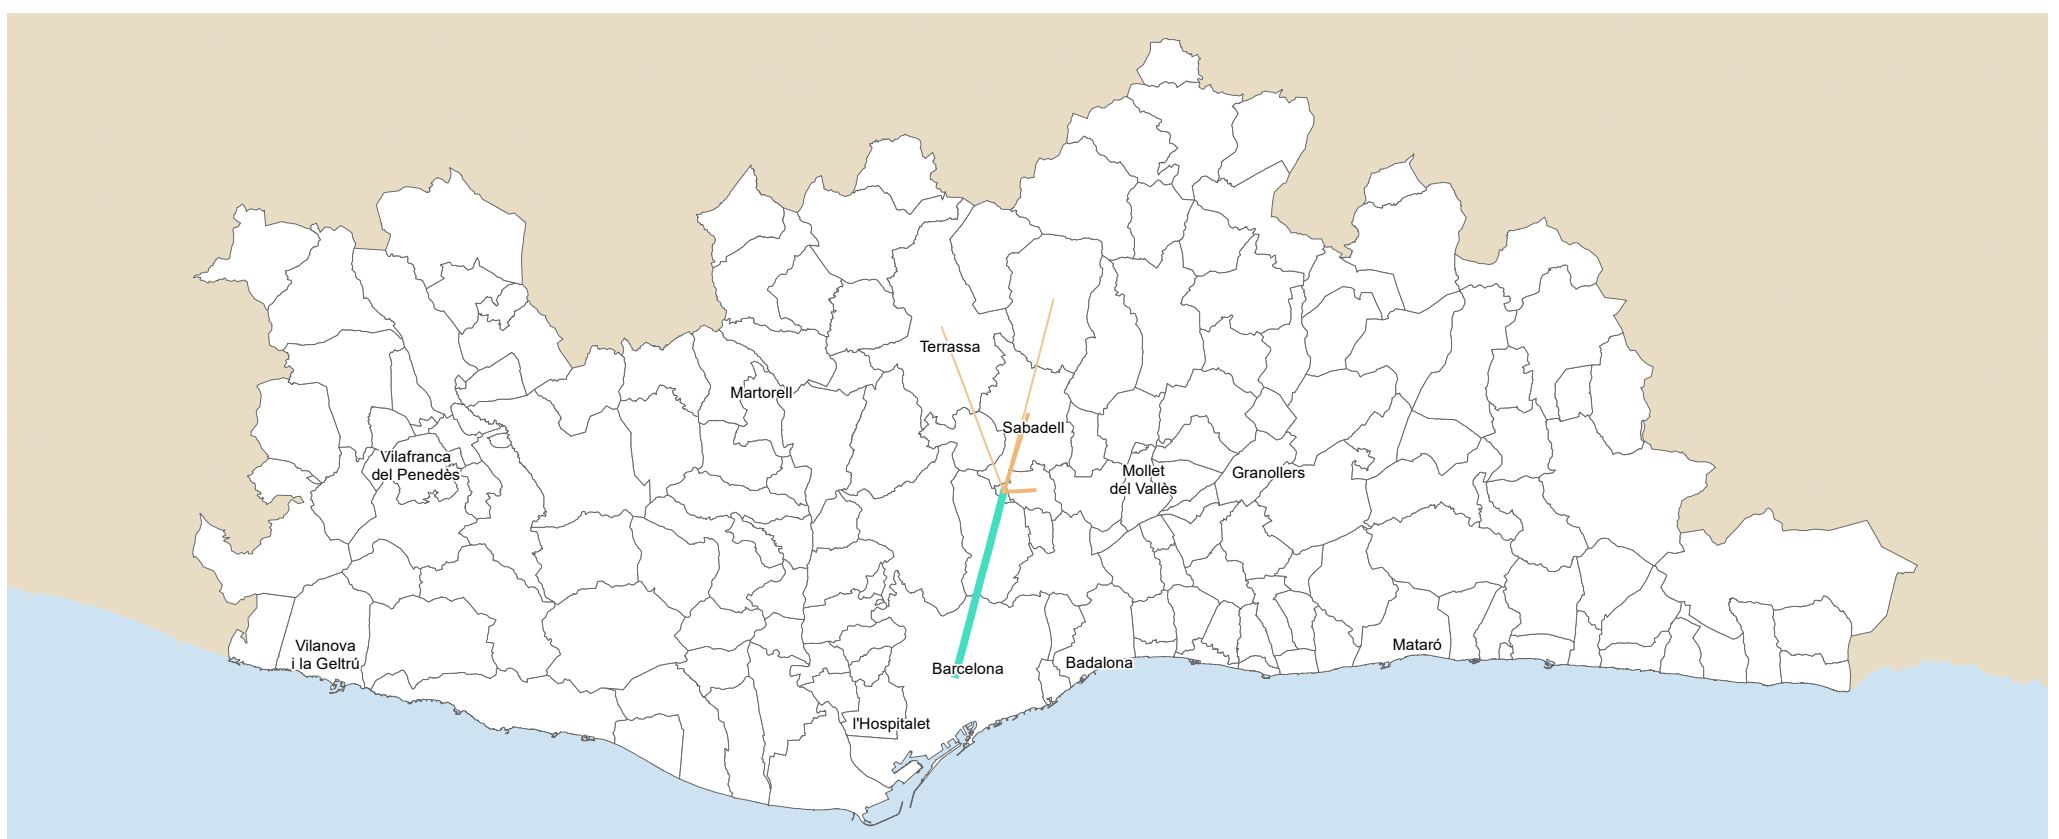 Terrassa
Martorell
Sabadell
Vilafranca
del Penedès
Mollet
del Vallès
Granollers
Vilanova
i la Geltrú
Barcelona
Badalona
Mataró
l'Hospitalet